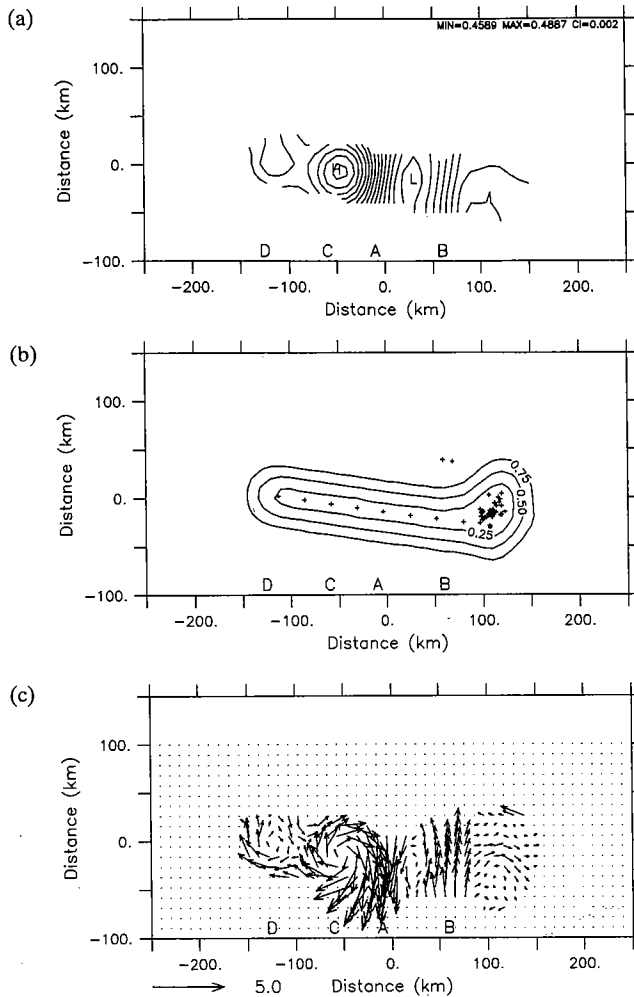 (a)
MIN=0.4589 MAX=0.4887 CI=0.002
100.
0.
-100.
Distance (km)
H
L
D C A B
-200. -100. 0. 100. 200.
Distance (km)
(b)
100.
0.
-100.
Distance (km)
0.75
0.50
0.25
D C A B
-200. -100. 0. 100. 200.
Distance (km)
(c)
100.
0.
-100.
Distance (km)
D C A B
-200. -100. 0. 100. 200.
5.0 Distance (km)